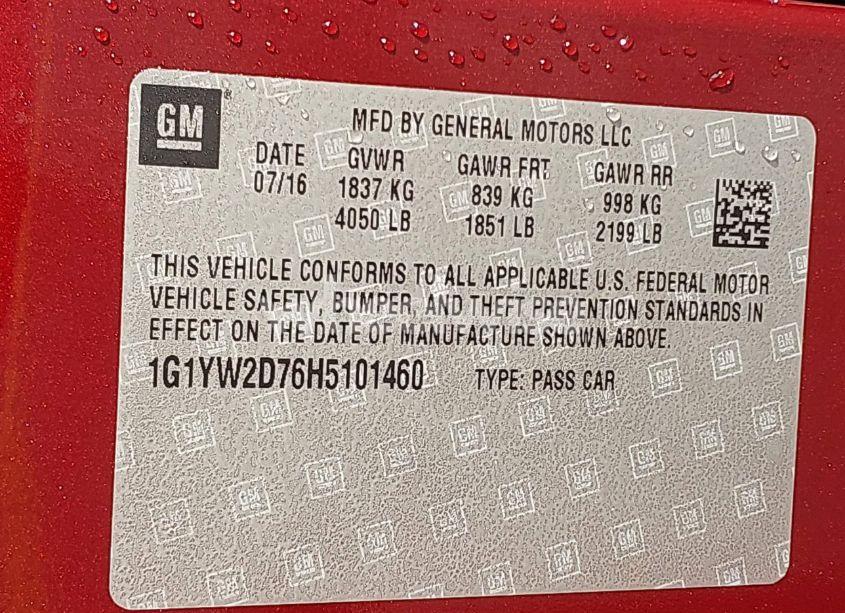 GM
MFD BY GENERAL MOTORS LLC
DATE GVWR GAWR FRT GAWR RR
07/16 1837 KG 839 KG 998 KG
4050 LB 1851 LB 2199 LB
THIS VEHICLE CONFORMS TO ALL APPLICABLE U.S. FEDERAL MOTOR
VEHICLE SAFETY, BUMPER, AND THEFT PREVENTION STANDARDS IN
EFFECT ON THE DATE OF MANUFACTURE SHOWN ABOVE.
1G1YW2D76H5101460 TYPE: PASS CAR